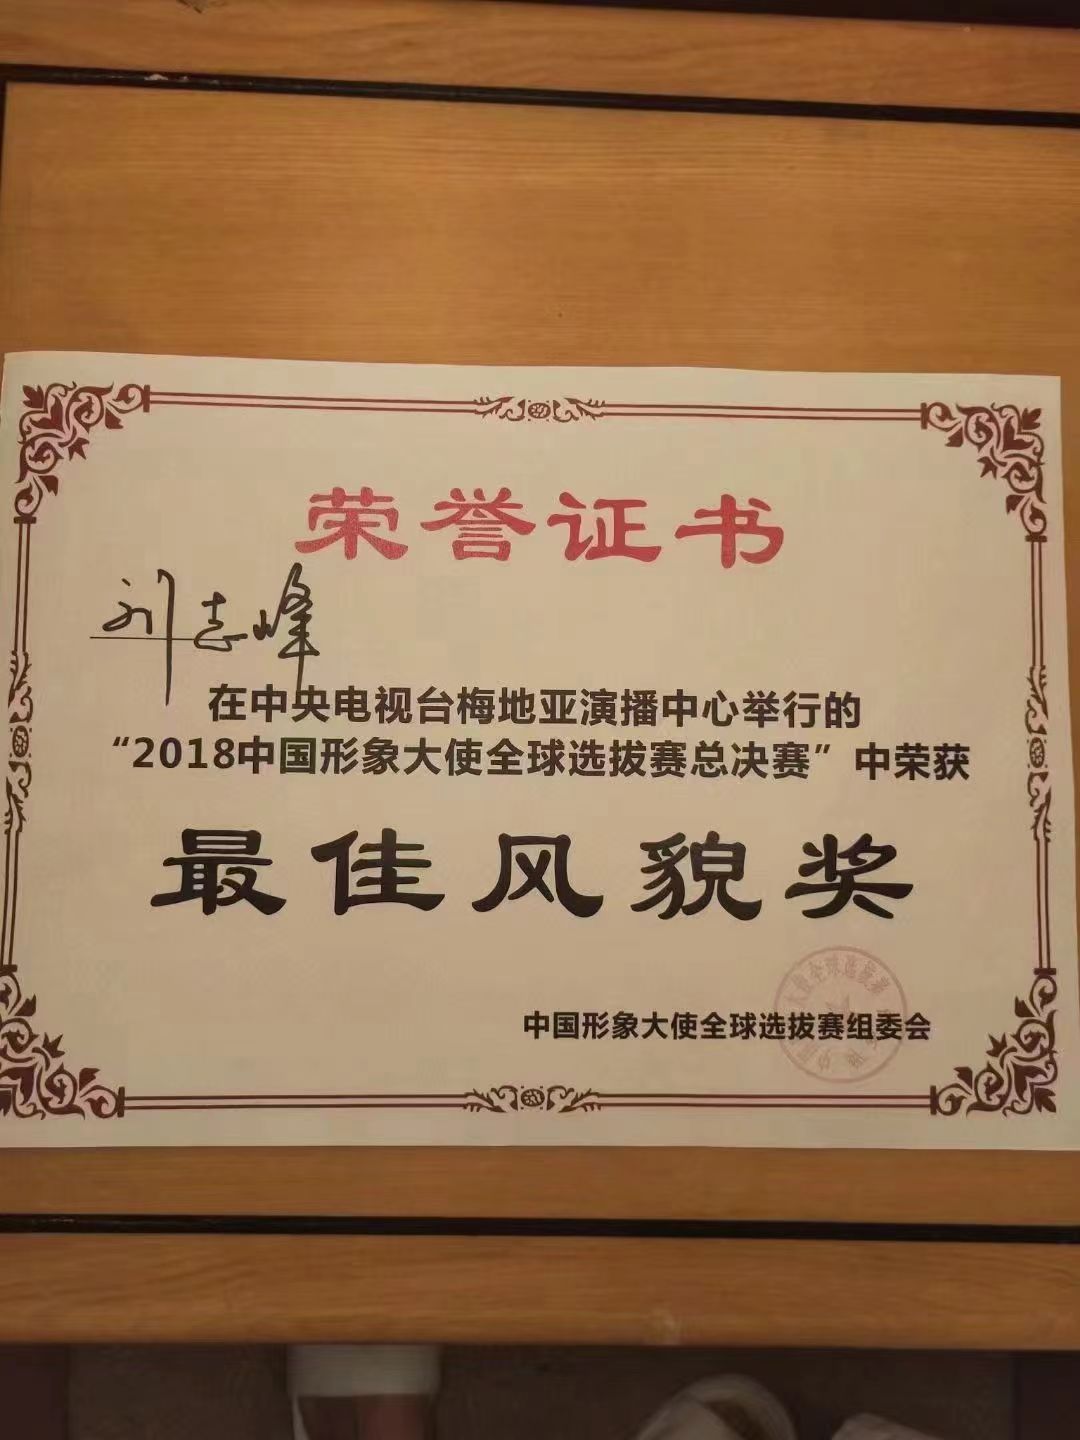 荣誉证书
刘志峰
在中央电视台梅地亚演播中心举行的
“2018中国形象大使全球选拔赛总决赛”中荣获
最佳风貌奖
中国形象大使全球选拔赛组委会